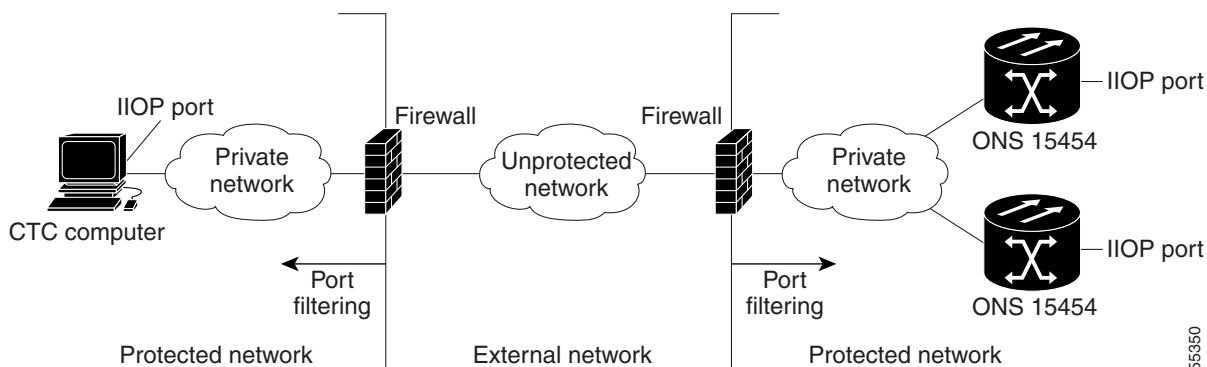 IIOP port
Firewall
Firewall
IIOP port
Private
network
Unprotected
network
Private
network
ONS 15454
CTC computer
IIOP port
Port
filtering
Port
filtering
ONS 15454
Protected network
External network
Protected network
55350